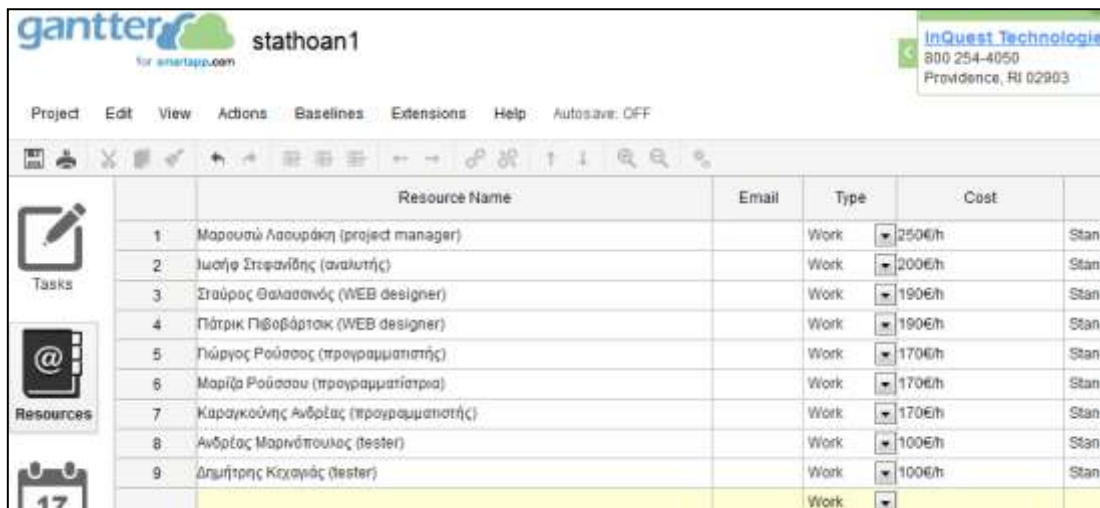 gantter
for smartapp.com
stathoan1
InQuest Technologie
800 254-4050
Providence, RI 02903
Project Edit View Actions Baselines Extensions Help Autosave: OFF
Resource Name Email Type Cost
1 Μαρουσώ Λαουράκη (project manager) Work 250€/h Stan
2 Ιωσήφ Στεφανίδης (αναλυτής) Work 200€/h Stan
3 Σταύρος Θαλασσινός (WEB designer) Work 190€/h Stan
4 Πάτρικ Πιβοβάρτσικ (WEB designer) Work 190€/h Stan
5 Γιώργος Ρούσσος (προγραμματιστής) Work 170€/h Stan
6 Μαρίζα Ρούσσου (προγραμματίστρια) Work 170€/h Stan
7 Καραγκούνης Ανδρέας (προγραμματιστής) Work 170€/h Stan
8 Ανδρέας Μαρινόπουλος (tester) Work 100€/h Stan
9 Δημήτρης Κεχαγιάς (tester) Work 100€/h Stan
Work
Tasks
@
Resources
17